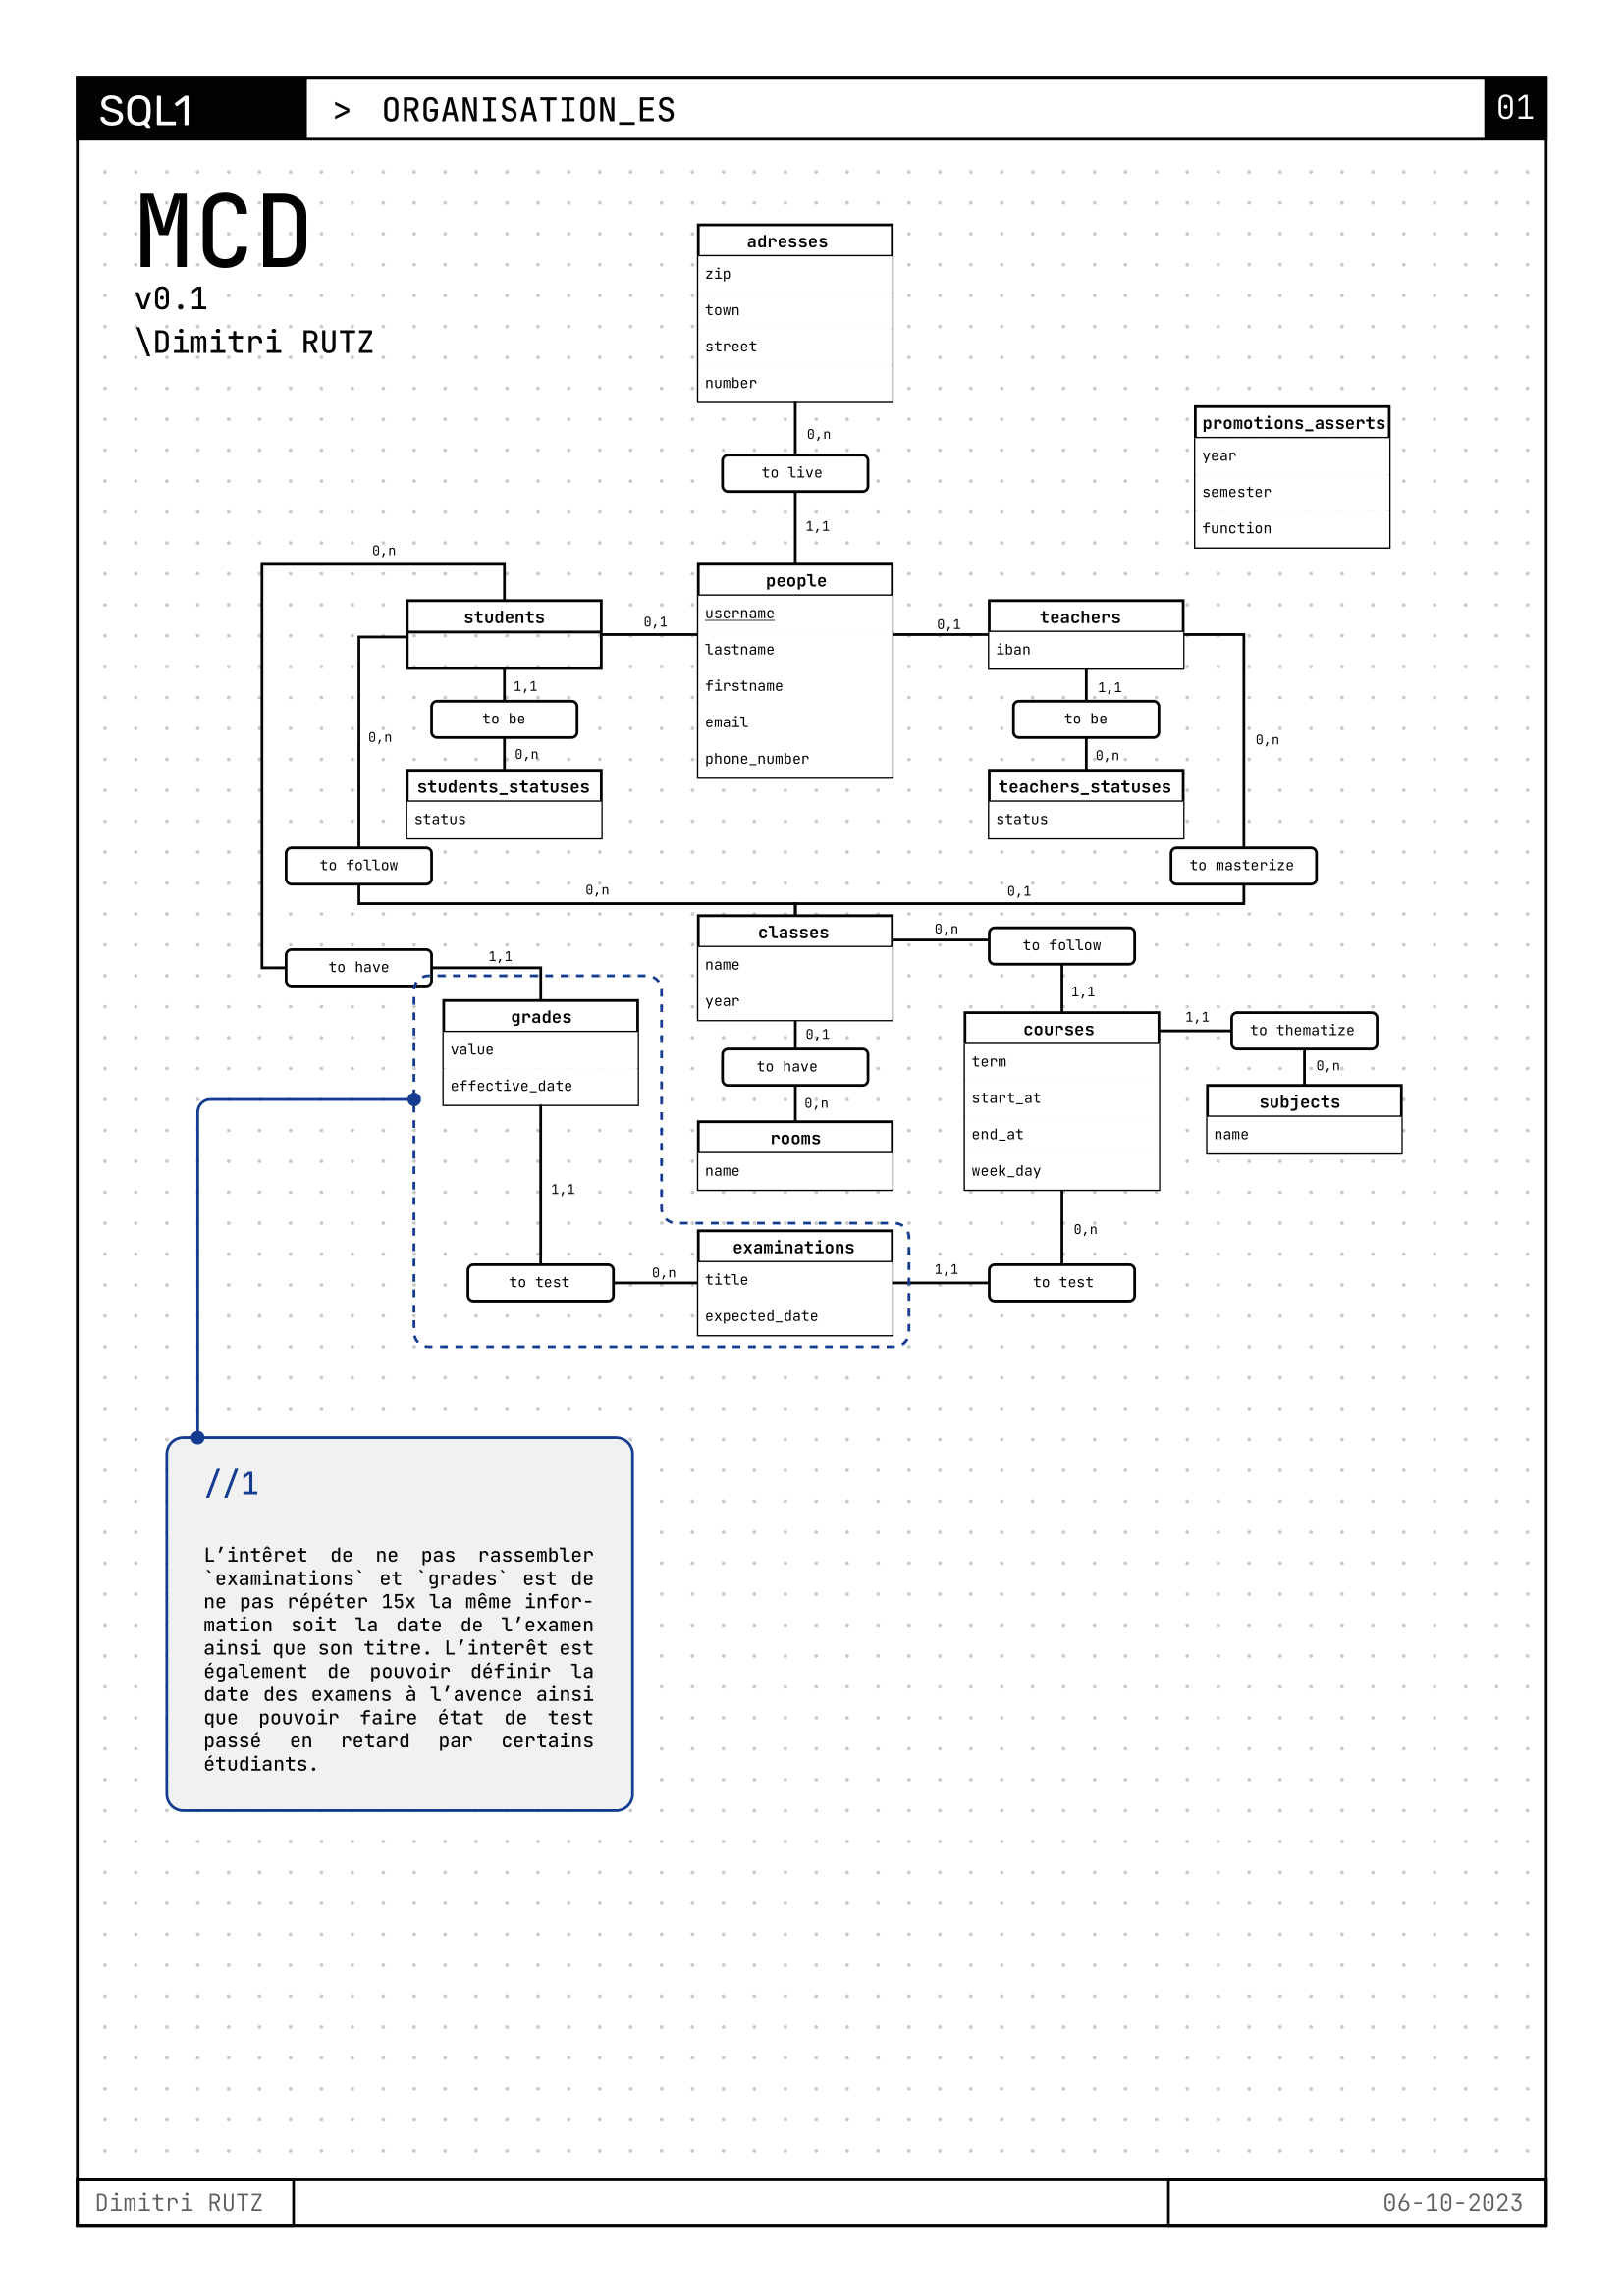 SQL1
> ORGANISATION_ES
01
MCD
v0.1
\Dimitri RUTZ
adresses
zip
town
street
number
0,n
to live
1,1
promotions_asserts
year
semester
function
people
username
lastname
firstname
email
phone_number
0,n
students
0,1
0,1
teachers
iban
1,1
to be
0,n
students_statuses
status
1,1
to be
0,n
teachers_statuses
status
0,n
0,n
to follow
to masterize
0,n
0,1
classes
name
year
0,n
to follow
to have
1,1
grades
value
effective_date
0,1
to have
0,n
rooms
name
1,1
courses
term
start_at
end_at
week_day
1,1
to thematize
0,n
subjects
name
1,1
to test
0,n
examinations
title
expected_date
1,1
to test
0,n
//1
L’intêret de ne pas rassembler
`examinations` et `grades` est de
ne pas répéter 15x la même infor-
mation soit la date de l’examen
ainsi que son titre. L’interêt est
également de pouvoir définir la
date des examens à l’avence ainsi
que pouvoir faire état de test
passé en retard par certains
étudiants.
Dimitri RUTZ
06-10-2023